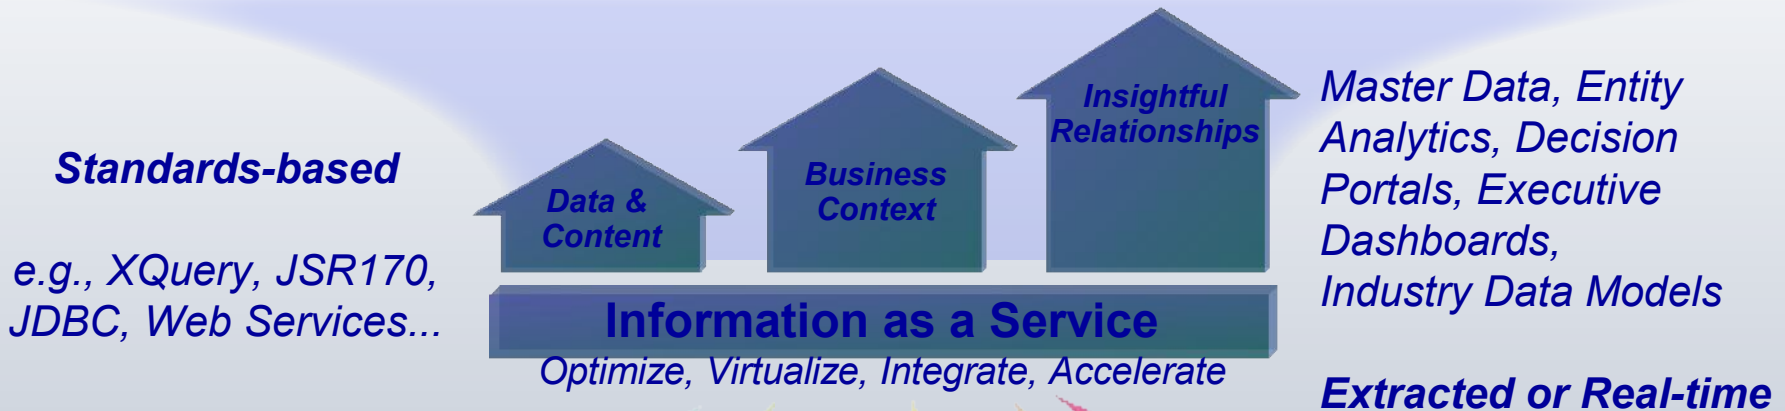 Standards-based
e.g., XQuery, JSR170,
JDBC, Web Services...
Data &
Content
Business
Context
Insightful
Relationships
Information as a Service
Optimize, Virtualize, Integrate, Accelerate
Master Data, Entity
Analytics, Decision
Portals, Executive
Dashboards,
Industry Data Models
Extracted or Real-time